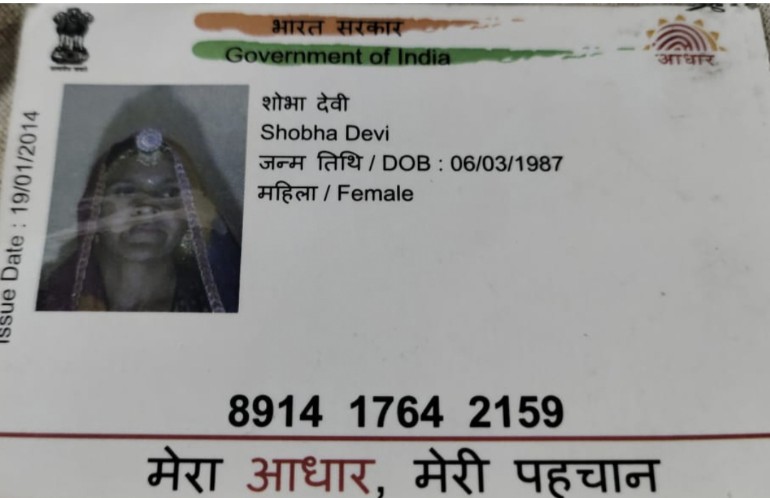 भारत सरकार
Government of India
आधार
Issue Date : 19/01/2014
शोभा देवी
Shobha Devi
जन्म तिथि / DOB : 06/03/1987
महिला / Female
8914 1764 2159
मेरा आधार, मेरी पहचान